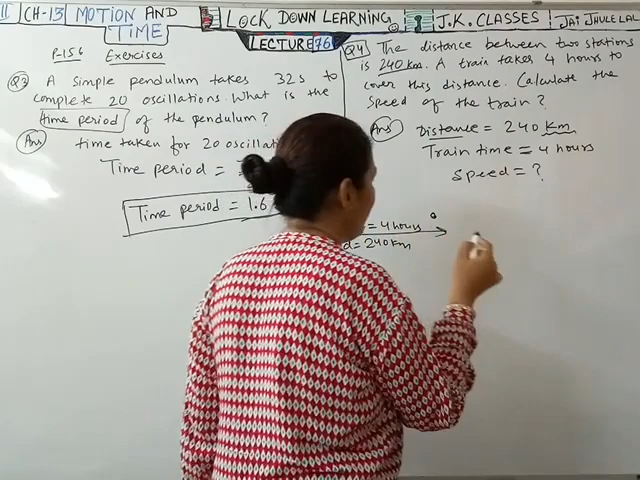 II CH-13 MOTION AND TIME
LOCK DOWN LEARNING
J.K. CLASSES
JAI JHULELAL
LECTURE 76
P-156 Exercises
Q3 A simple pendulum takes 32s to
complete 20 oscillations. What is the
time period of the pendulum?
Ans time taken for 20 oscillati
Time period =
Time period = 1.6
Q4 The distance between two stations
is 240 km. A train takes 4 hours to
cover this distance. Calculate the
speed of the train?
Ans Distance = 240 Km
Train time = 4 hours
Speed = ?
= 4 hours
d = 240 Km